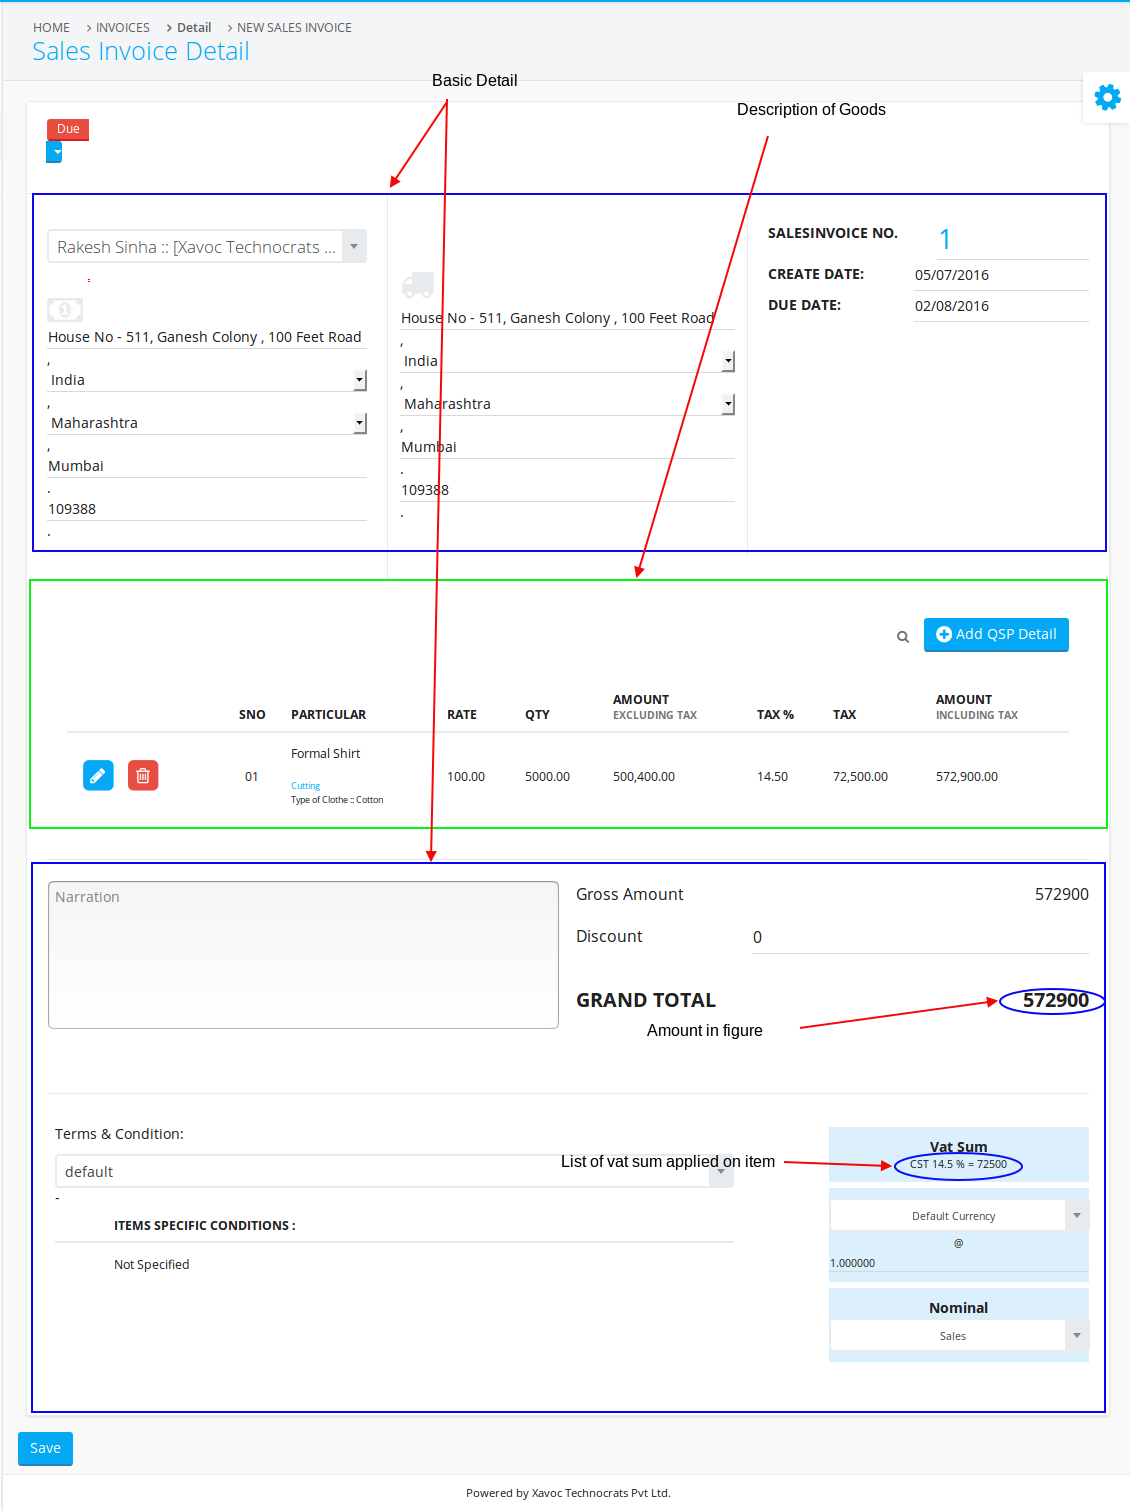 HOME > INVOICES > Detail > NEW SALES INVOICE
Sales Invoice Detail
Basic Detail
Description of Goods
Due
Rakesh Sinha :: [Xavoc Technocrats ...
:
1
House No - 511, Ganesh Colony , 100 Feet Road
,
India
,
Maharashtra
,
Mumbai
.
109388
.
House No - 511, Ganesh Colony , 100 Feet Road
,
India
,
Maharashtra
,
Mumbai
.
109388
.
SALESINVOICE NO. 1
CREATE DATE: 05/07/2016
DUE DATE: 02/08/2016
Add QSP Detail
SNO PARTICULAR RATE QTY AMOUNT EXCLUDING TAX TAX % TAX AMOUNT INCLUDING TAX
01 Formal Shirt 100.00 5000.00 500,400.00 14.50 72,500.00 572,900.00
Cutting
Type of Clothe :: Cotton
Narration
Gross Amount 572900
Discount 0
GRAND TOTAL 572900
Amount in figure
Terms & Condition:
default
-
ITEMS SPECIFIC CONDITIONS :
Not Specified
List of vat sum applied on item
Vat Sum
CST 14.5 % = 72500
Default Currency
@
1.000000
Nominal
Sales
Save
Powered by Xavoc Technocrats Pvt Ltd.